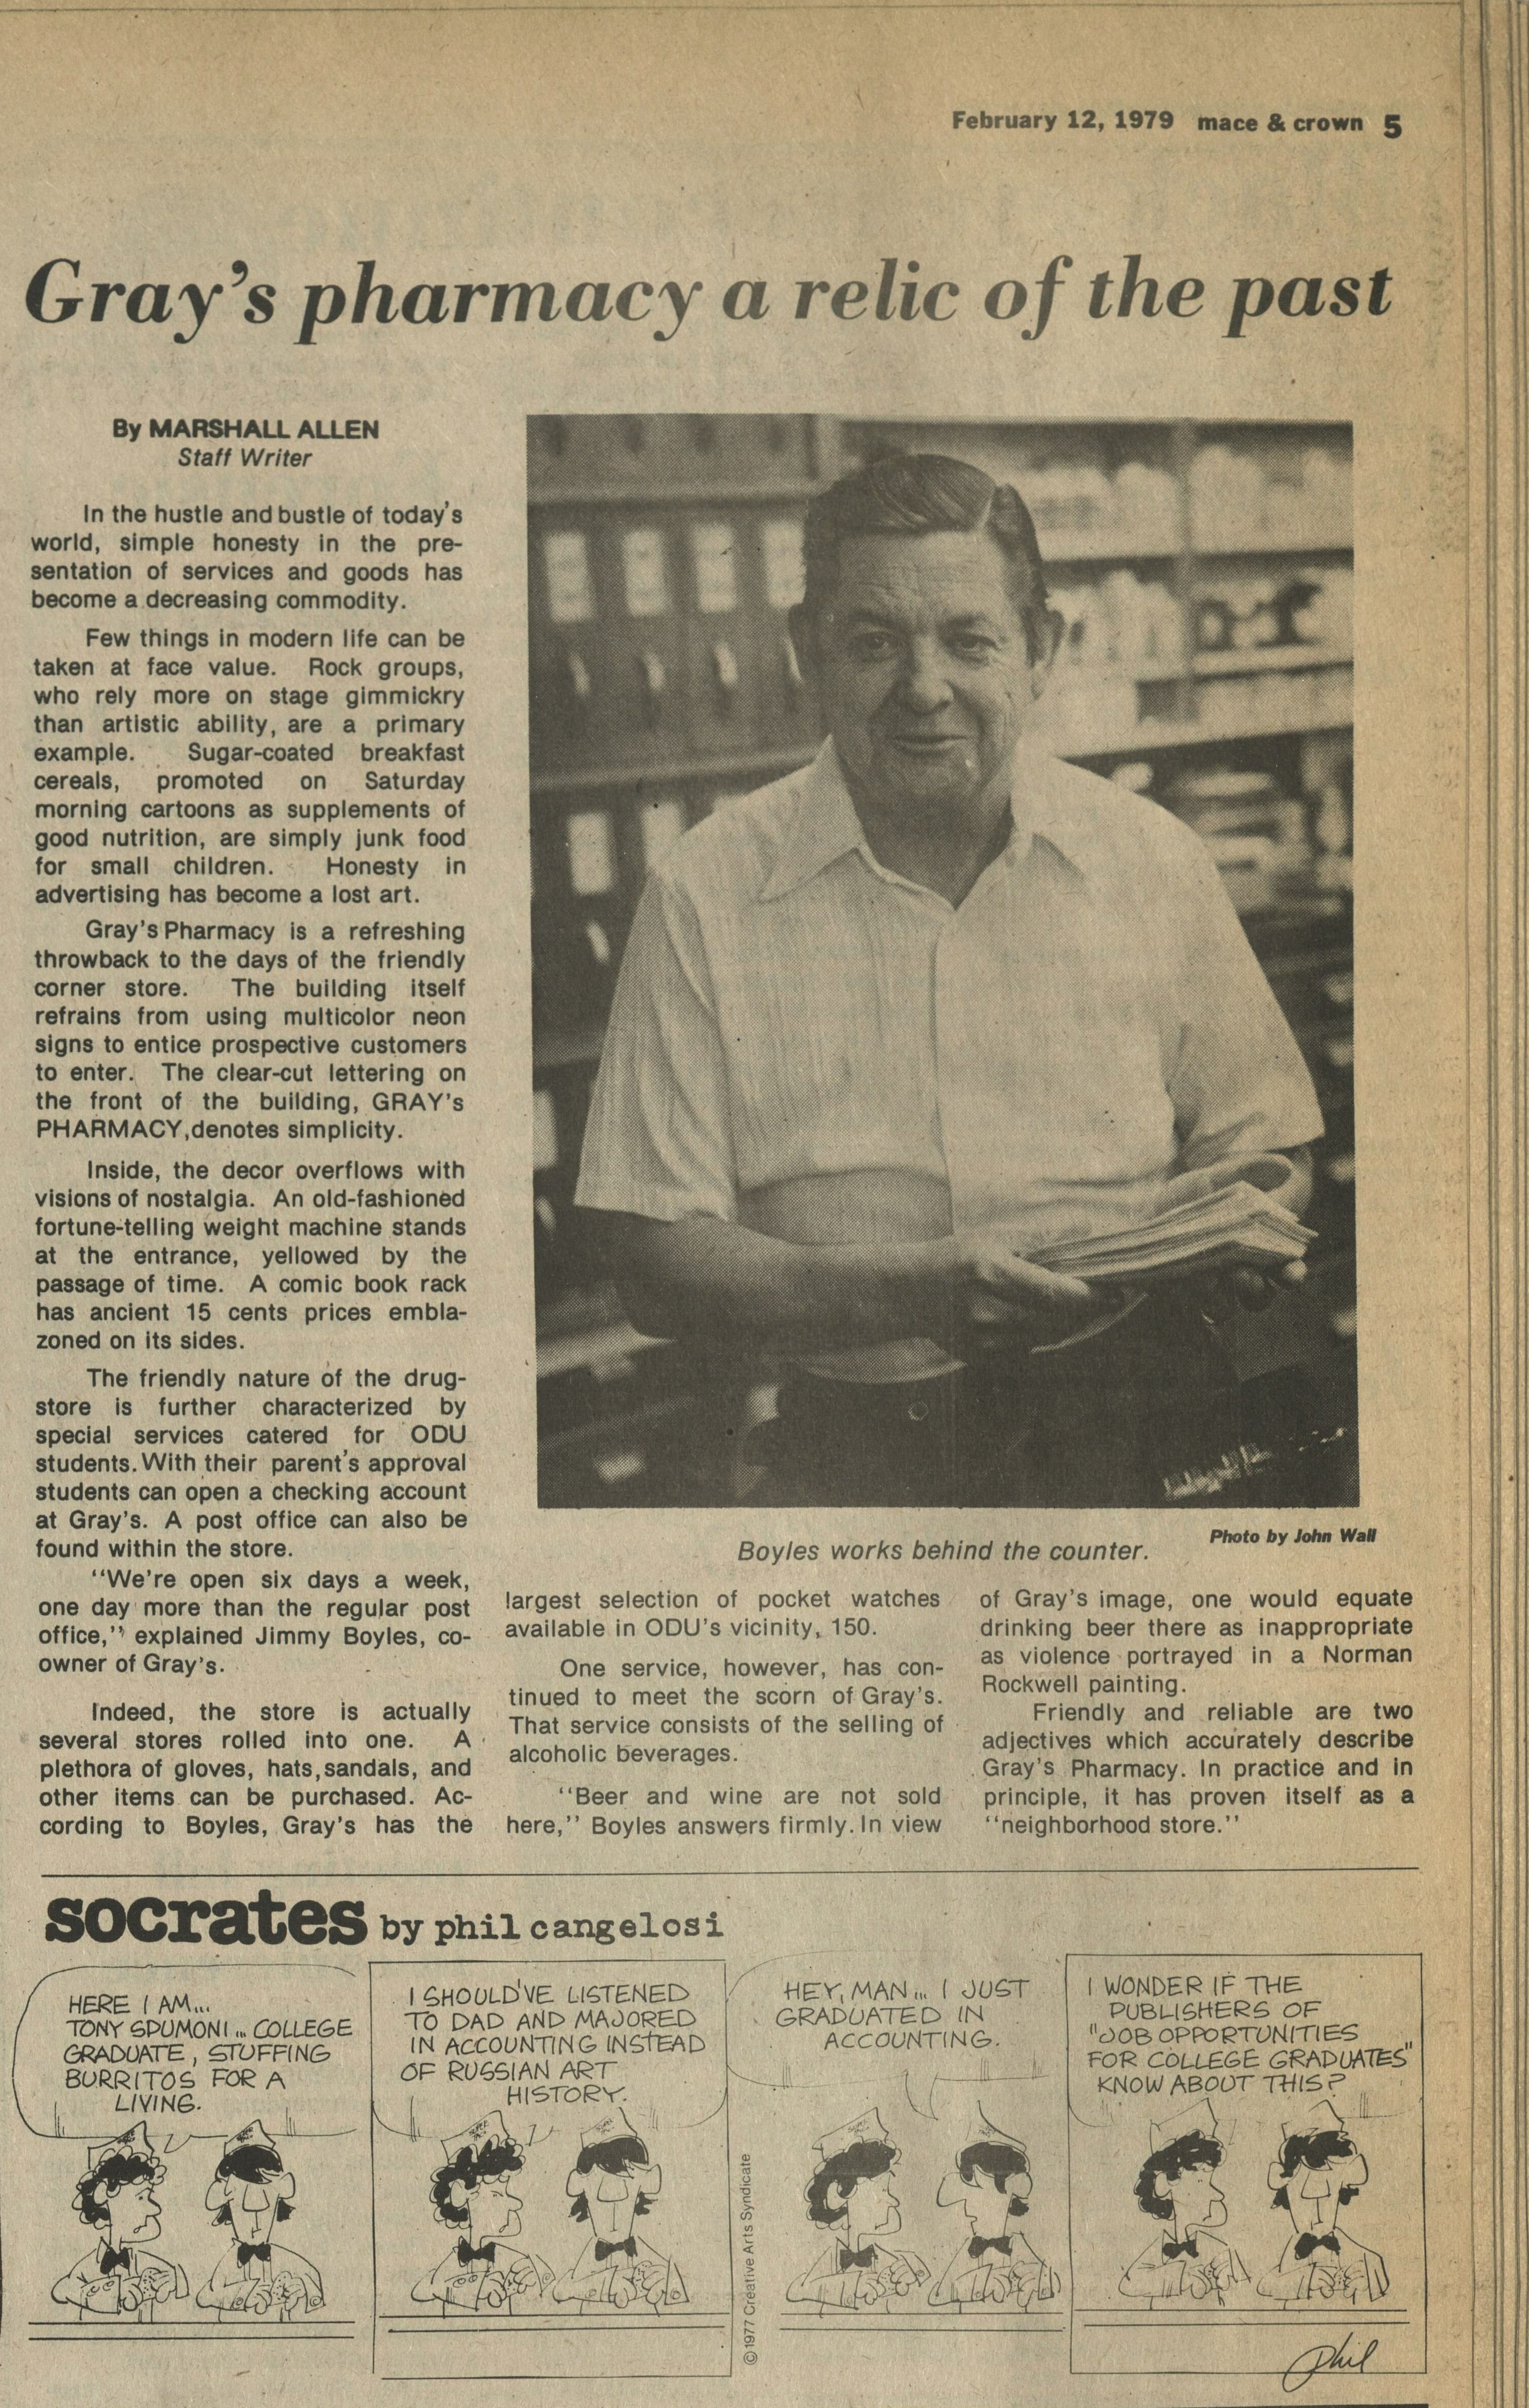 February 12, 1979 mace & crown 5
Gray's pharmacy a relic of the past
By MARSHALL ALLEN
Staff Writer
In the hustle and bustle of today's
world, simple honesty in the pre-
sentation of services and goods has
become a decreasing commodity.
Few things in modern life can be
taken at face value. Rock groups,
who rely more on stage gimmickry
than artistic ability, are a primary
example. Sugar-coated breakfast
cereals, promoted on Saturday
morning cartoons as supplements of
good nutrition, are simply junk food
for small children. Honesty in
advertising has become a lost art.
Gray's Pharmacy is a refreshing
throwback to the days of the friendly
corner store. The building itself
refrains from using multicolor neon
signs to entice prospective customers
to enter. The clear-cut lettering on
the front of the building, GRAY's
PHARMACY, denotes simplicity.
Inside, the decor overflows with
visions of nostalgia. An old-fashioned
fortune-telling weight machine stands
at the entrance, yellowed by the
passage of time. A comic book rack
has ancient 15 cents prices embla-
zoned on its sides.
The friendly nature of the drug-
store is further characterized by
special services catered for ODU
students. With their parent's approval
students can open a checking account
at Gray's. A post office can also be
found within the store.
"We're open six days a week,
one day more than the regular post
office," explained Jimmy Boyles, co-
owner of Gray's.
Indeed, the store is actually
several stores rolled into one. A
plethora of gloves, hats, sandals, and
other items can be purchased. Ac-
cording to Boyles, Gray's has the
Photo by John Wall
Boyles works behind the counter.
largest selection of pocket watches
available in ODU's vicinity, 150.
One service, however, has con-
tinued to meet the scorn of Gray's.
That service consists of the selling of
alcoholic beverages.
"Beer and wine are not sold
here," Boyles answers firmly. In view
of Gray's image, one would equate
drinking beer there as inappropriate
as violence portrayed in a Norman
Rockwell painting.
Friendly and reliable are two
adjectives which accurately describe
Gray's Pharmacy. In practice and in
principle, it has proven itself as a
"neighborhood store."
socrates by phil cangelosi
HERE I AM...
TONY SPUMONI... COLLEGE
GRADUATE, STUFFING
BURRITOS FOR A
LIVING.
I SHOULD'VE LISTENED
TO DAD AND MAJORED
IN ACCOUNTING INSTEAD
OF RUSSIAN ART
HISTORY.
©1977 Creative Arts Syndicate
HEY, MAN... I JUST
GRADUATED IN
ACCOUNTING.
I WONDER IF THE
PUBLISHERS OF
"JOB OPPORTUNITIES
FOR COLLEGE GRADUATES"
KNOW ABOUT THIS?
Phil